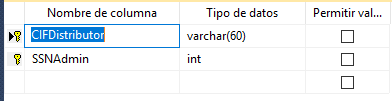 Nombre de columna Tipo de datos Permitir val...
CIFDistributor varchar(60)
SSNAdmin int